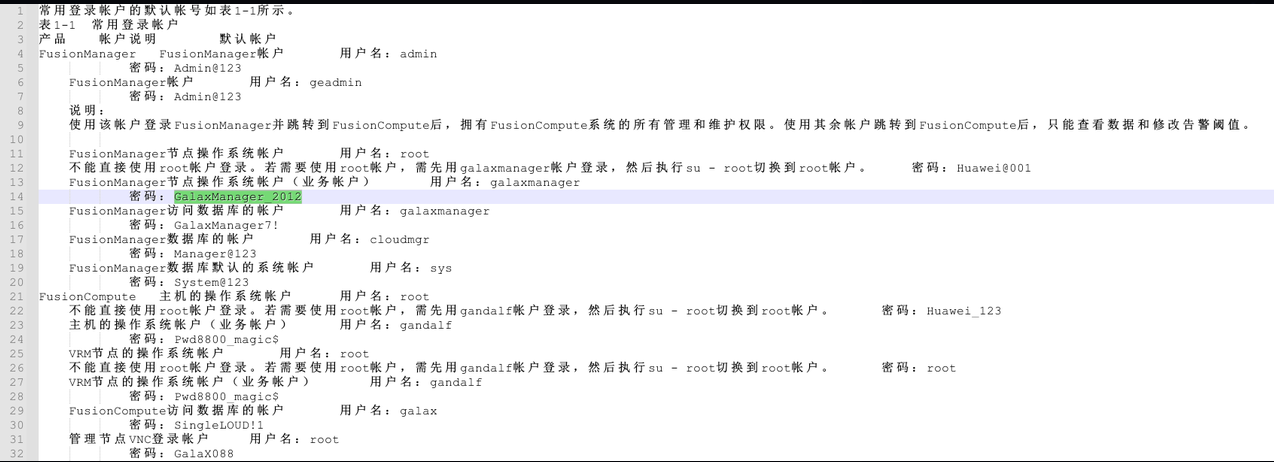 1 常用登录帐户的默认帐号如表1-1所示。
2 表1-1 常用登录帐户
3 产品 帐户说明 默认帐户
4 FusionManager FusionManager帐户 用户名：admin
5 密码：Admin@123
6 FusionManager帐户 用户名：geadmin
7 密码：Admin@123
8 说明：
9 使用该帐户登录FusionManager并跳转到FusionCompute后，拥有FusionCompute系统的所有管理和维护权限。使用其余帐户跳转到FusionCompute后，只能查看数据和修改告警阈值。
10
11 FusionManager节点操作系统帐户 用户名：root
12 不能直接使用root帐户登录。若需要使用root帐户，需先用galaxmanager帐户登录，然后执行su - root切换到root帐户。 密码：Huawei@001
13 FusionManager节点操作系统帐户（业务帐户） 用户名：galaxmanager
14 密码：GalaxManager_2012
15 FusionManager访问数据库的帐户 用户名：galaxmanager
16 密码：GalaxManager7!
17 FusionManager数据库的帐户 用户名：cloudmgr
18 密码：Manager@123
19 FusionManager数据库默认的系统帐户 用户名：sys
20 密码：System@123
21 FusionCompute 主机的操作系统帐户 用户名：root
22 不能直接使用root帐户登录。若需要使用root帐户，需先用gandalf帐户登录，然后执行su - root切换到root帐户。 密码：Huawei_123
23 主机的操作系统帐户（业务帐户） 用户名：gandalf
24 密码：Pwd8800_magic$
25 VRM节点的操作系统帐户 用户名：root
26 不能直接使用root帐户登录。若需要使用root帐户，需先用gandalf帐户登录，然后执行su - root切换到root帐户。 密码：root
27 VRM节点的操作系统帐户（业务帐户） 用户名：gandalf
28 密码：Pwd8800_magic$
29 FusionCompute访问数据库的帐户 用户名：galax
30 密码：SingleLOUD!1
31 管理节点VNC登录帐户 用户名：root
32 密码：GalaX088